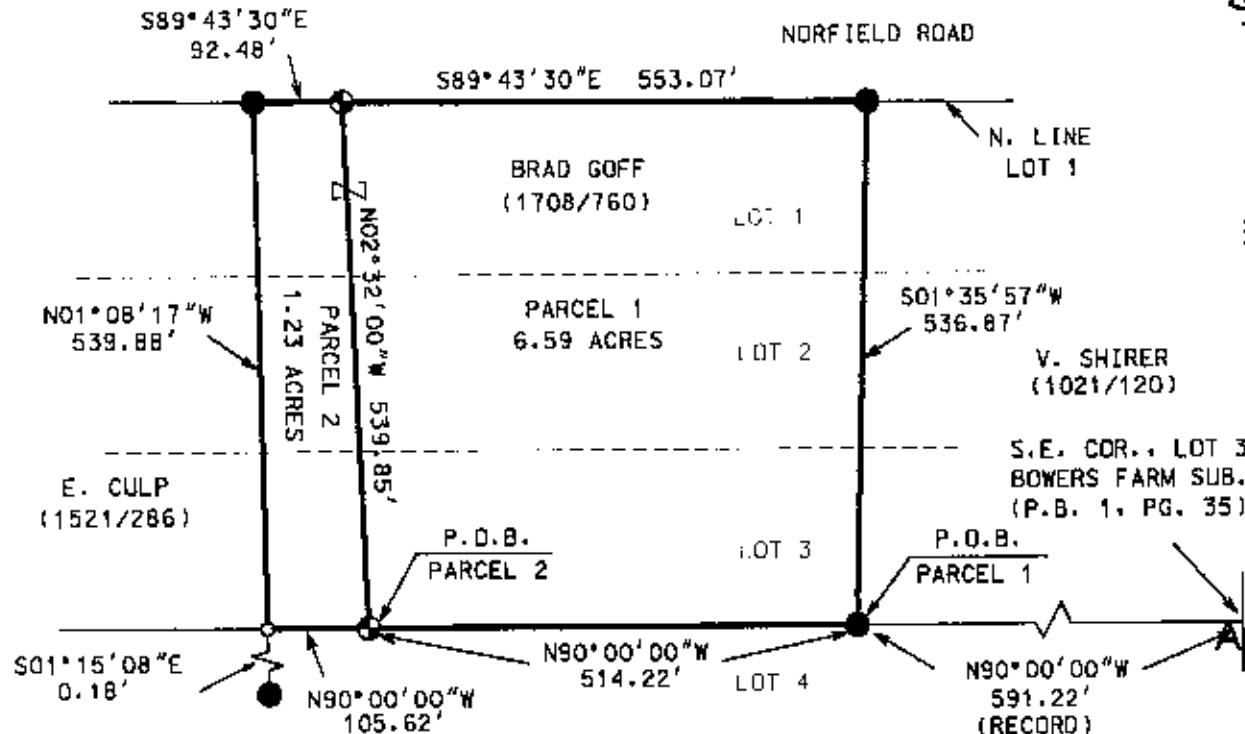 S89°43'30"E
92.48'
NORFIELD ROAD
S89°43'30"E 553.07'
N. LINE
LOT 1
BRAD GOFF
(1708/760)
LOT 1
N02°32'00"W 539.85'
N01°08'17"W
539.88'
PARCEL 2
1.23 ACRES
PARCEL 1
6.59 ACRES
S01°35'57"W
536.87'
LOT 2
V. SHIRER
(1021/120)
S.E. COR., LOT 3
BOWERS FARM SUB.
(P.B. 1, PG. 35)
E. CULP
(1521/286)
P.O.B.
PARCEL 2
LOT 3
P.O.B.
PARCEL 1
S01°15'08"E
0.18'
N90°00'00"W
105.62'
N90°00'00"W
514.22'
LOT 4
N90°00'00"W
591.22'
(RECORD)